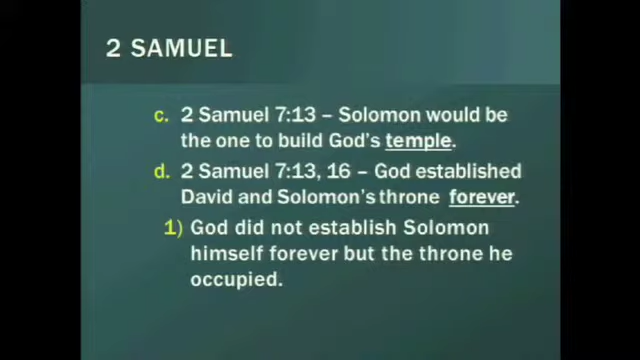 2 SAMUEL
c. 2 Samuel 7:13 – Solomon would be
the one to build God's temple.
d. 2 Samuel 7:13, 16 – God established
David and Solomon's throne forever.
1) God did not establish Solomon
himself forever but the throne he
occupied.